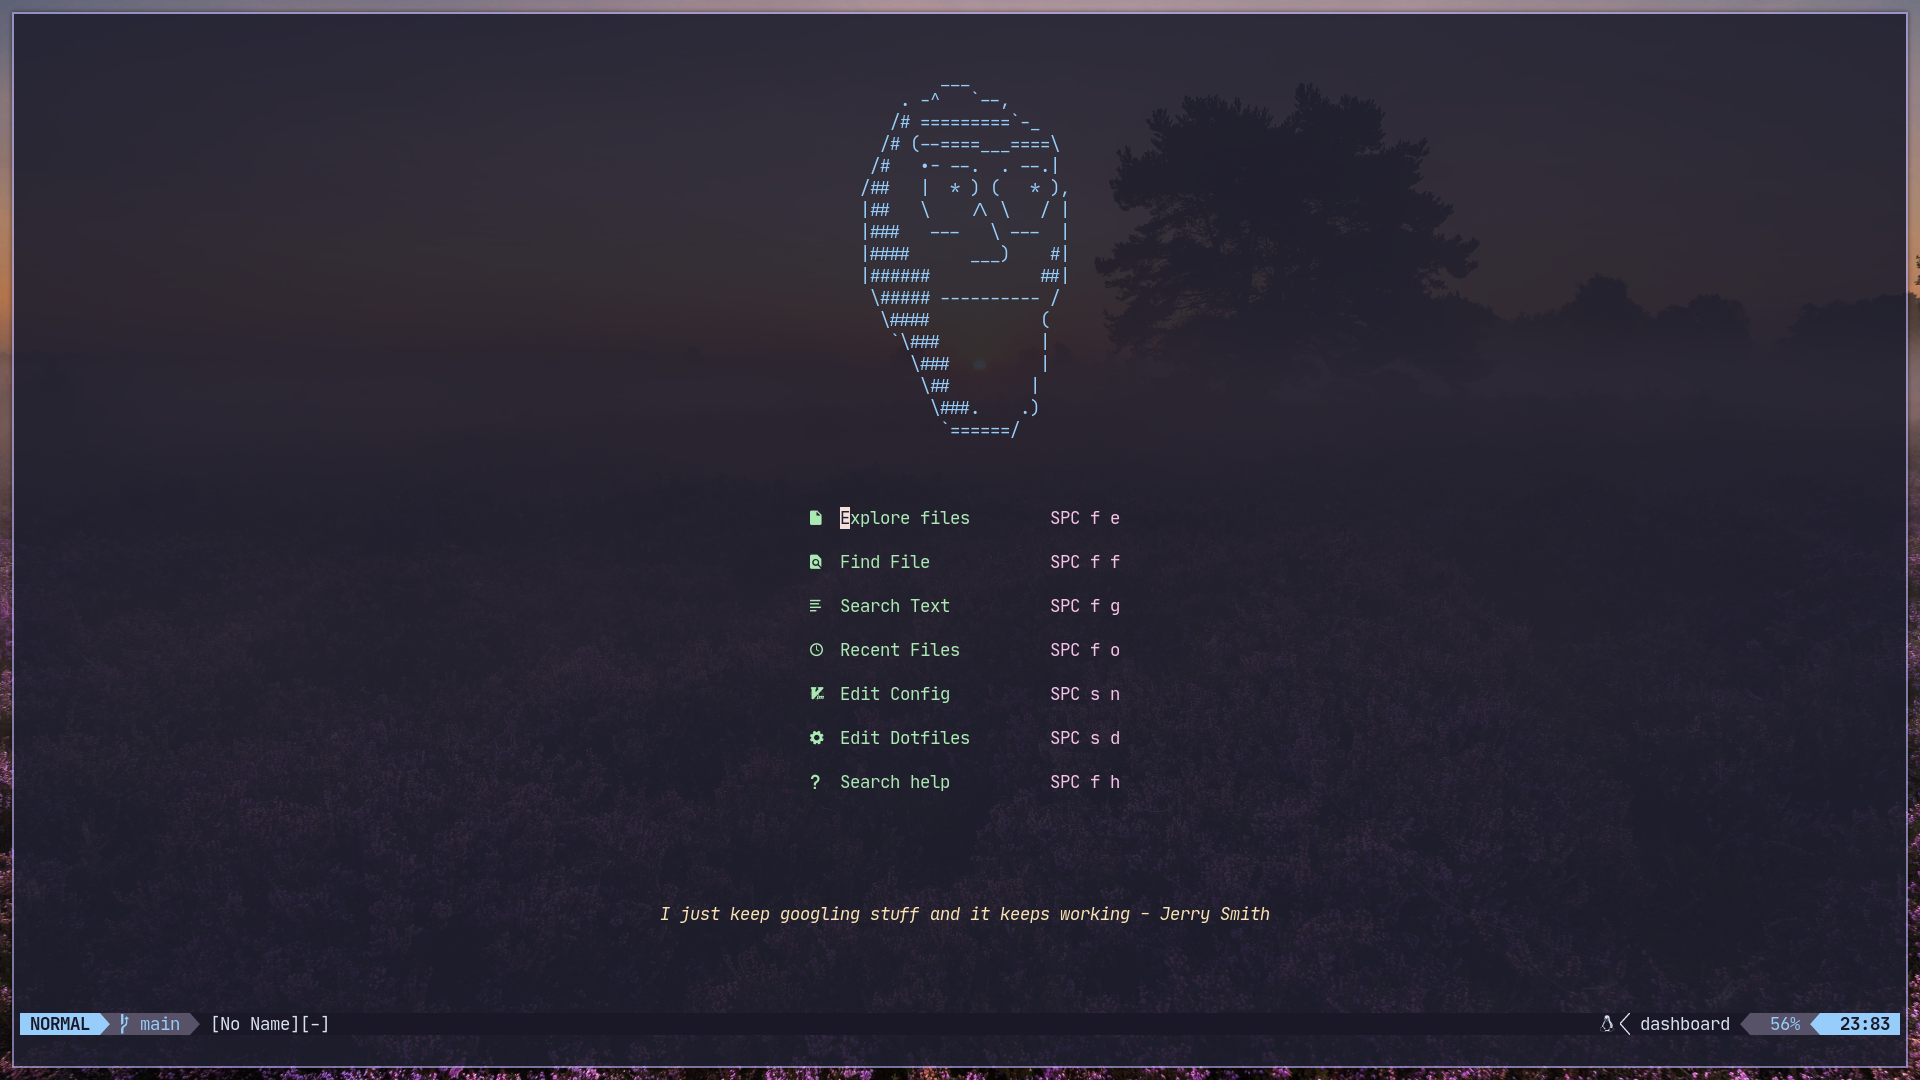 ___
          . -^   `--,
         /# =========`-_
        /# (--====___====\
       /#   •- --.  . --.|
      /##   |  * ) (   * ),
      |##   \    /\ \   / |
      |###   ---   \ ---  |
      |####      ___)    #|
      |######           ##|
       \##### ---------- /
        \####           (
         `\###          |
           \###         |
            \##        |
             \###.    .)
              `======/
Explore files SPC f e
Find File SPC f f
Search Text SPC f g
Recent Files SPC f o
Edit Config SPC s n
Edit Dotfiles SPC s d
? Search help SPC f h
I just keep googling stuff and it keeps working - Jerry Smith
NORMAL main [No Name][-] dashboard 56% 23:83